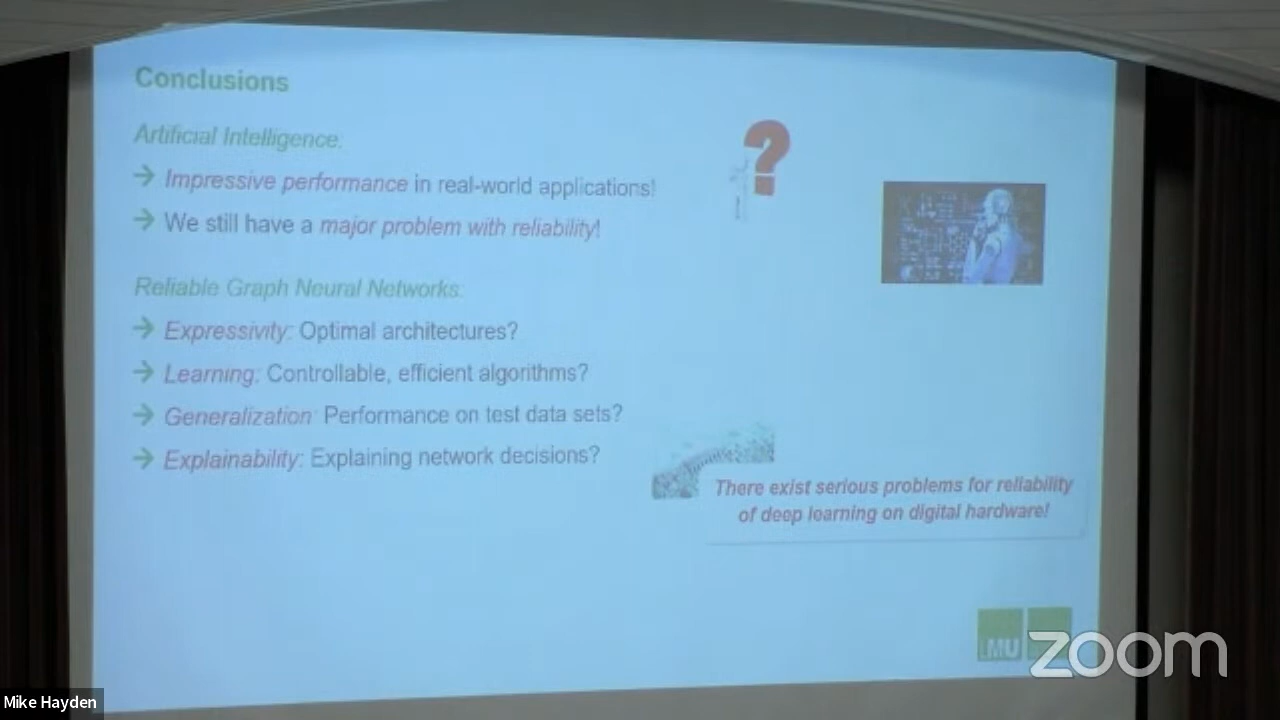 Conclusions
Artificial Intelligence:
→ Impressive performance in real-world applications!
→ We still have a major problem with reliability!
?
Reliable Graph Neural Networks:
→ Expressivity: Optimal architectures?
→ Learning: Controllable, efficient algorithms?
→ Generalization: Performance on test data sets?
→ Explainability: Explaining network decisions?
There exist serious problems for reliability
of deep learning on digital hardware!
LMU
zoom
Mike Hayden